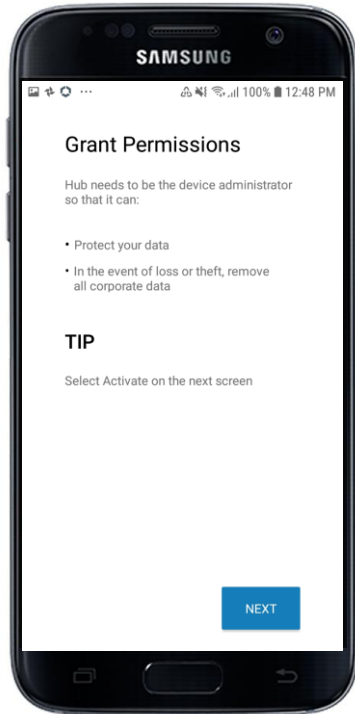 SAMSUNG
... 100% 12:48 PM
Grant Permissions
Hub needs to be the device administrator
so that it can:
• Protect your data
• In the event of loss or theft, remove
all corporate data
TIP
Select Activate on the next screen
NEXT